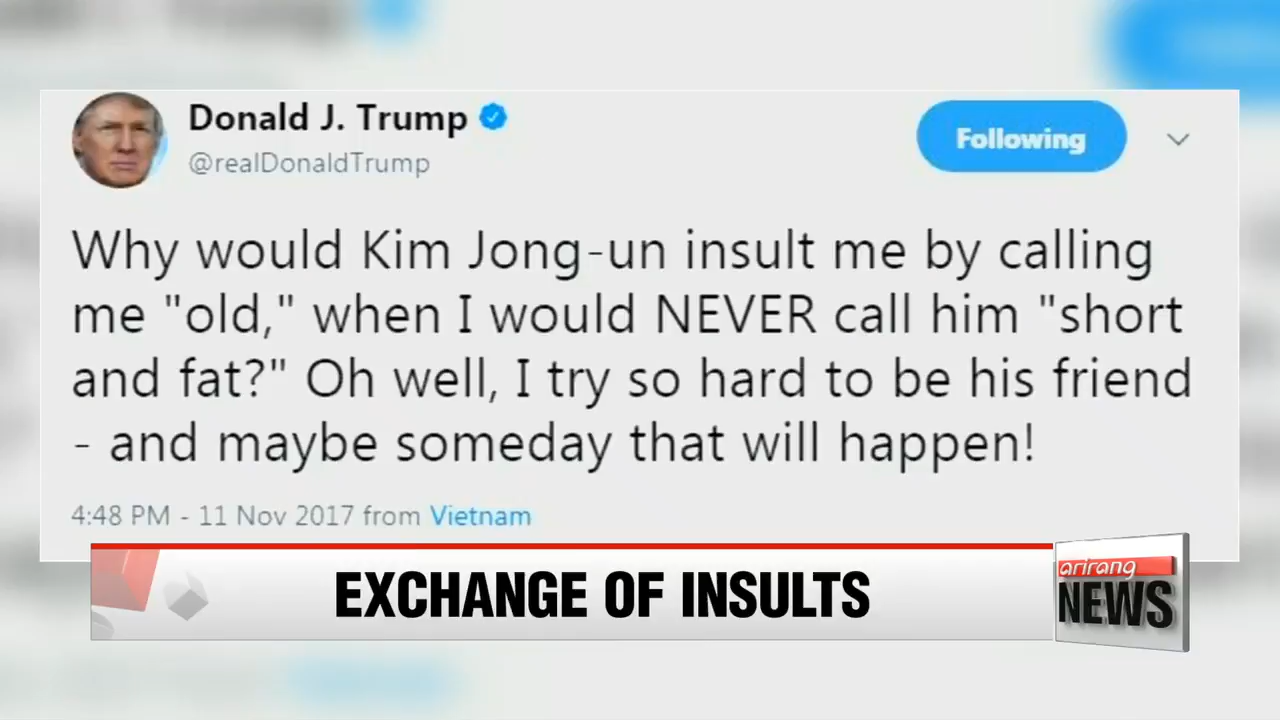 Donald J. Trump
@realDonaldTrump
Following
Why would Kim Jong-un insult me by calling
me "old," when I would NEVER call him "short
and fat?" Oh well, I try so hard to be his friend
- and maybe someday that will happen!
4:48 PM - 11 Nov 2017 from Vietnam
EXCHANGE OF INSULTS
arirang
NEWS